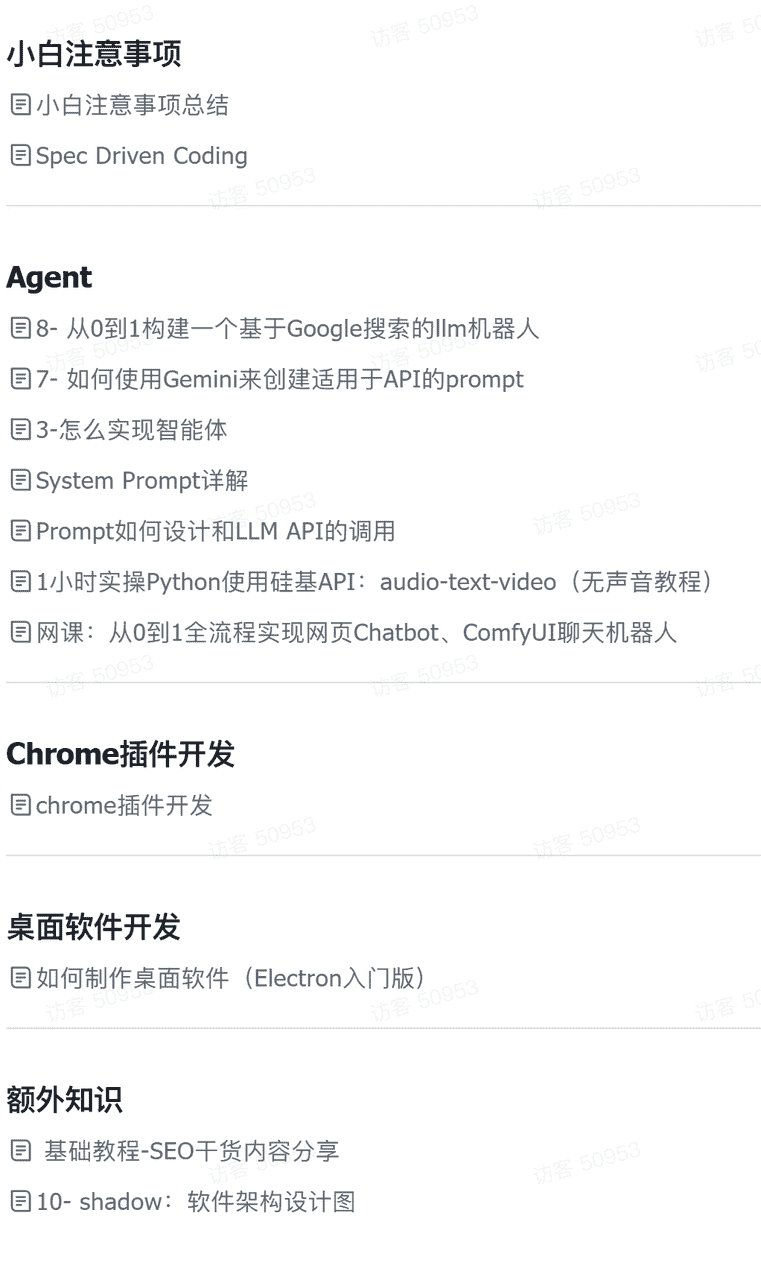 小白注意事项
小白注意事项总结
Spec Driven Coding
Agent
8- 从0到1构建一个基于Google搜索的llm机器人
7- 如何使用Gemini来创建适用于API的prompt
3-怎么实现智能体
System Prompt详解
Prompt如何设计和LLM API的调用
1小时实操Python使用硅基API：audio-text-video（无声音教程）
网课：从0到1全流程实现网页Chatbot、ComfyUI聊天机器人
Chrome插件开发
chrome插件开发
桌面软件开发
如何制作桌面软件（Electron入门版）
额外知识
基础教程-SEO干货内容分享
10- shadow：软件架构设计图
访客 50953